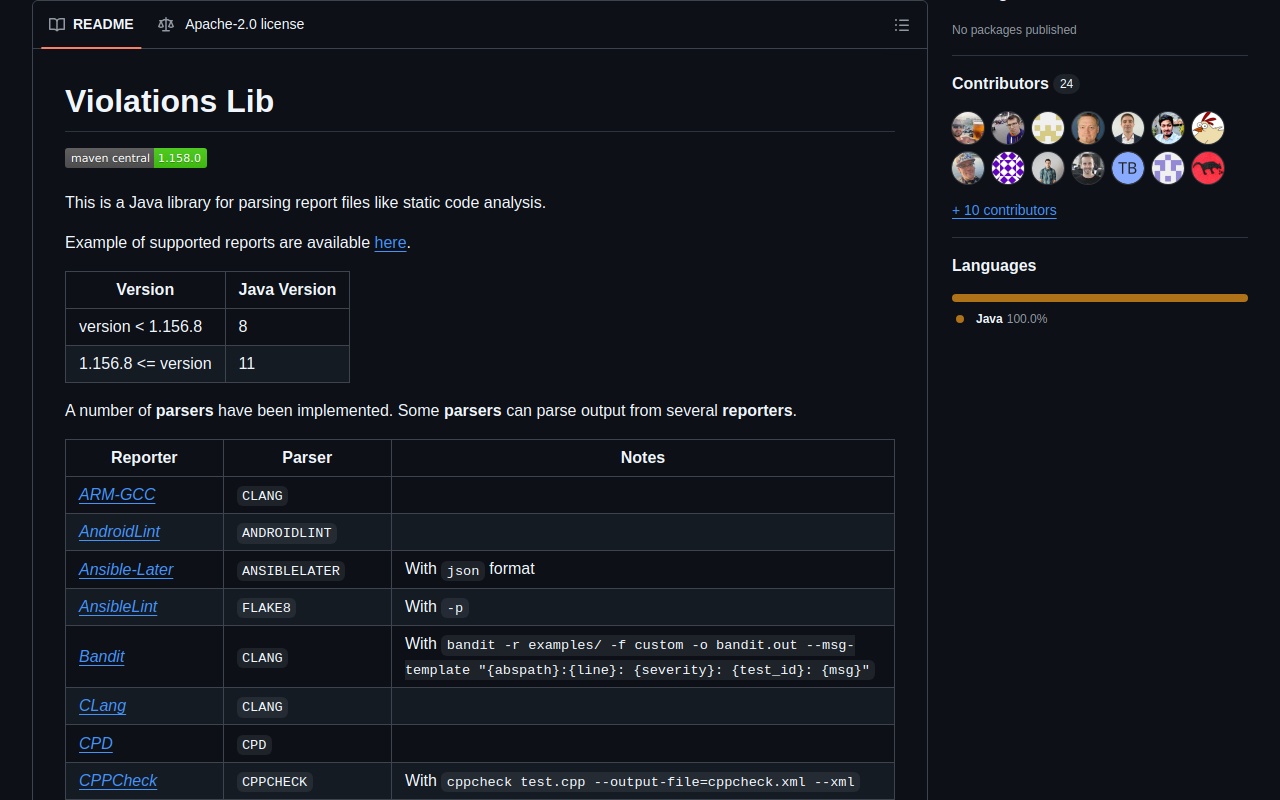 README
Apache-2.0 license
Violations Lib
maven central 1.158.0
This is a Java library for parsing report files like static code analysis.
Example of supported reports are available here.
Version Java Version
version < 1.156.8 8
1.156.8 <= version 11
A number of parsers have been implemented. Some parsers can parse output from several reporters.
Reporter Parser Notes
ARM-GCC CLANG
AndroidLint ANDROIDLINT
Ansible-Later ANSIBLELATER With json format
AnsibleLint FLAKE8 With -p
Bandit CLANG With bandit -r examples/ -f custom -o bandit.out --msg-
template "{abspath}:{line}: {severity}: {test_id}: {msg}"
CLang CLANG
CPD CPD
CPPCheck CPPCHECK With cppcheck test.cpp --output-file=cppcheck.xml --xml
No packages published
Contributors 24
TB
+ 10 contributors
Languages
Java 100.0%